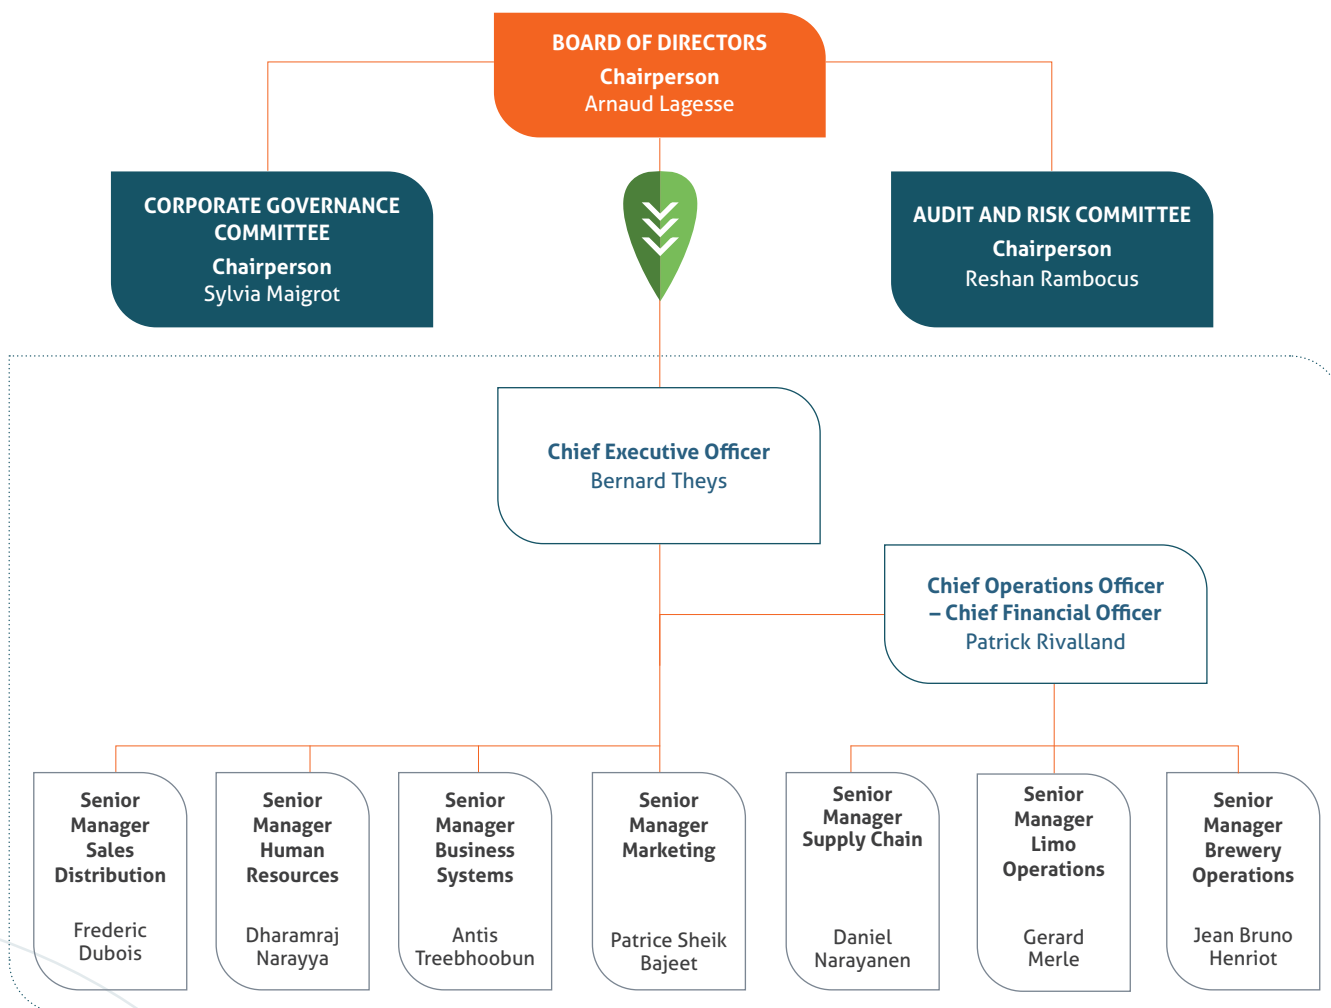 BOARD OF DIRECTORS
Chairperson
Arnaud Lagesse
CORPORATE GOVERNANCE
COMMITTEE
Chairperson
Sylvia Maigrot
AUDIT AND RISK COMMITTEE
Chairperson
Reshan Rambocus
Chief Executive Officer
Bernard Theys
Chief Operations Officer
– Chief Financial Officer
Patrick Rivalland
Senior
Manager
Sales
Distribution
Frederic
Dubois
Senior
Manager
Human
Resources
Dharamraj
Narayya
Senior
Manager
Business
Systems
Antis
Treebhoobun
Senior
Manager
Marketing
Patrice Sheik
Bajeet
Senior
Manager
Supply Chain
Daniel
Narayanen
Senior
Manager
Limo
Operations
Gerard
Merle
Senior
Manager
Brewery
Operations
Jean Bruno
Henriot